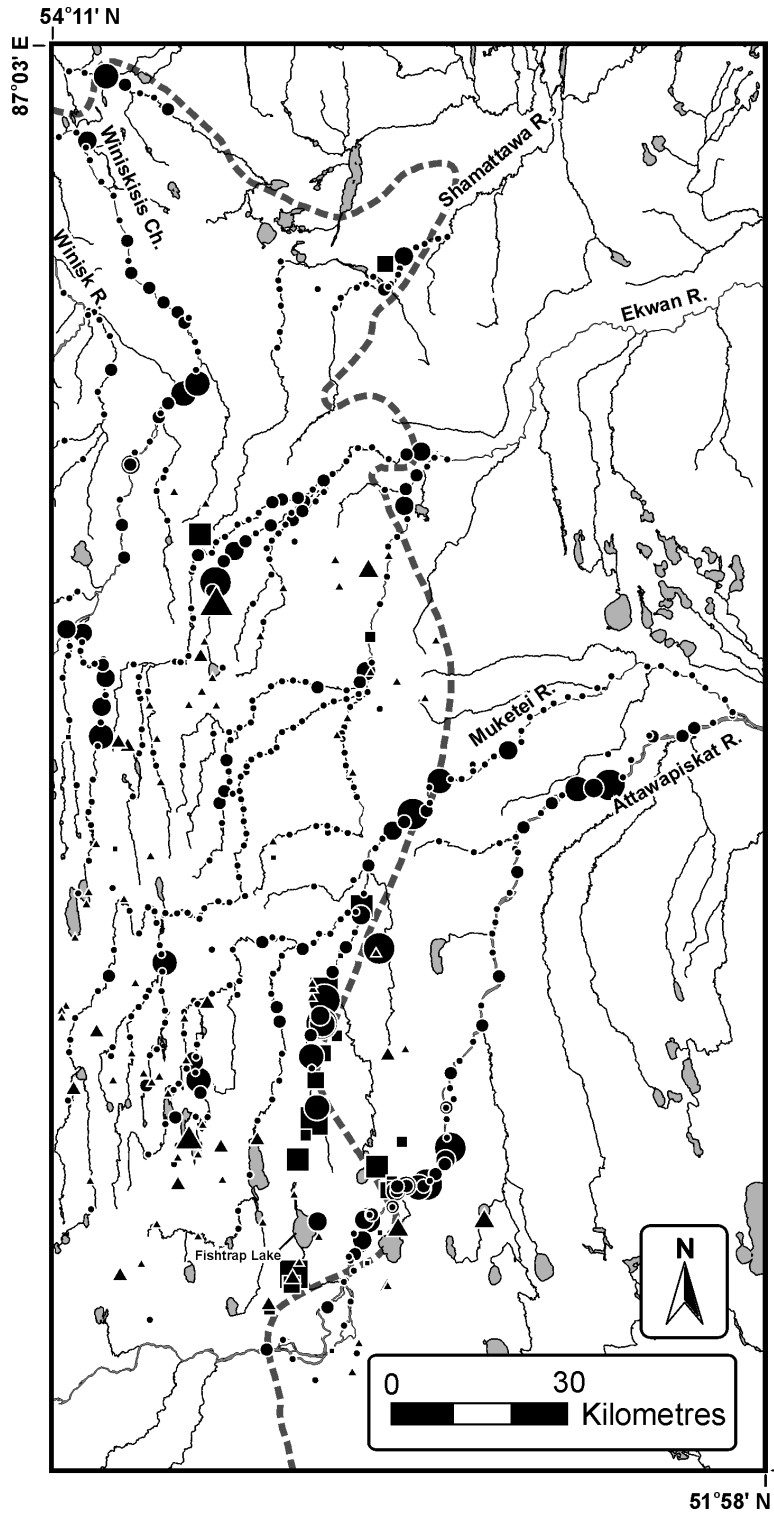 54°11' N
87°03' E
Winiskisis Ch.
Shamattawa R.
Winisk R.
Ekwan R.
Muketei R.
Attawapiskat R.
Fishtrap Lake
N
0 30
Kilometres
51°58' N